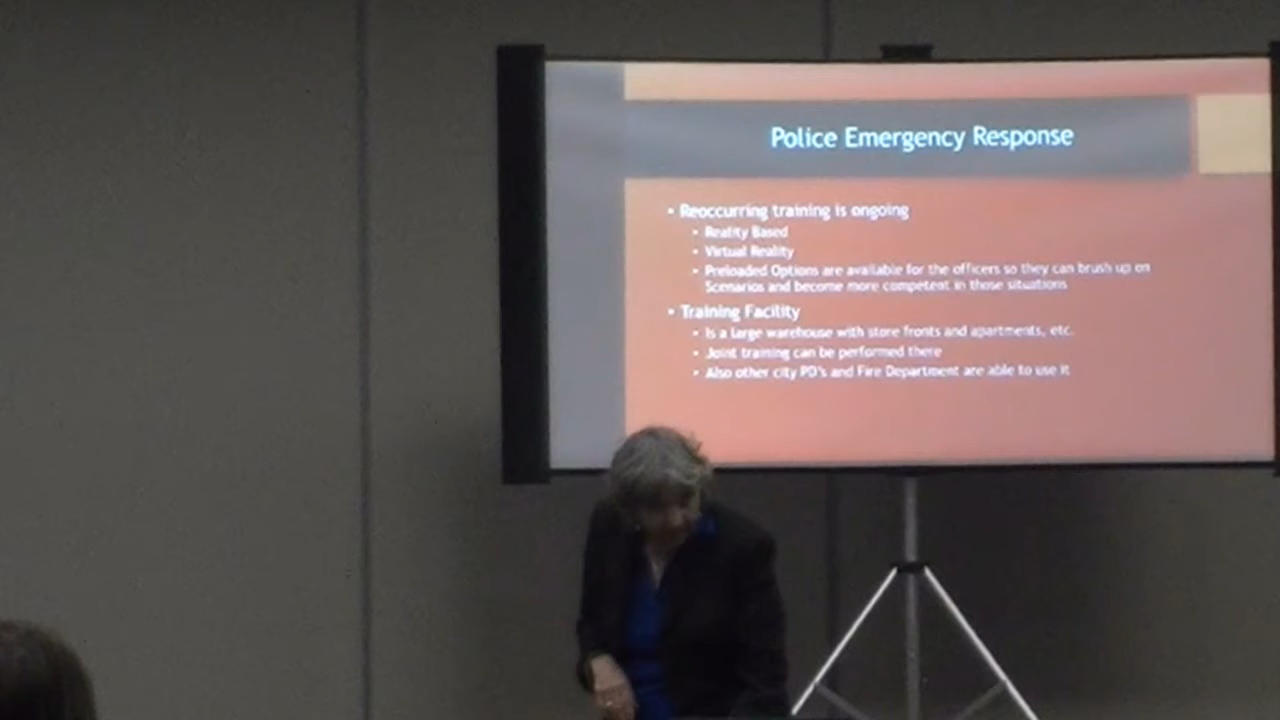 Police Emergency Response
• Reoccurring training is ongoing
• Reality Based
• Virtual Reality
• Preloaded Options are available for the officers so they can brush up on
Scenarios and become more competent in those situations
• Training Facility
• Is a large warehouse with store fronts and apartments, etc.
• Joint training can be performed there
• Also other city PD's and Fire Department are able to use it